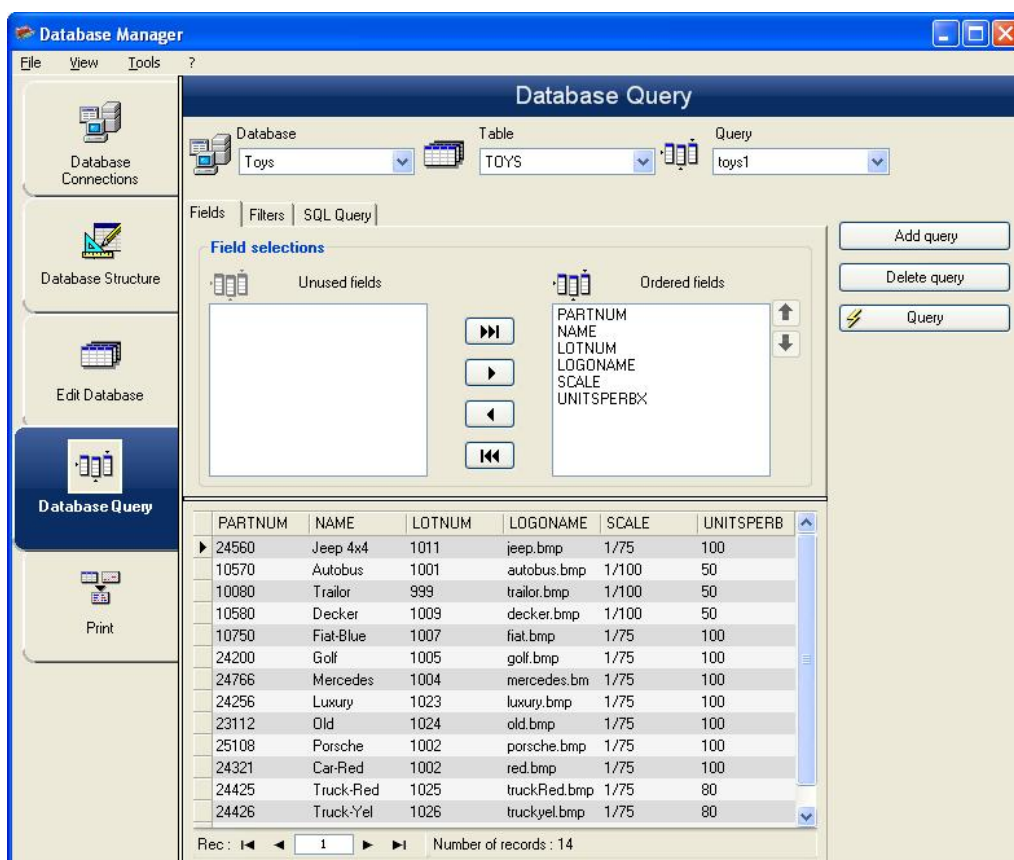 Database Manager
File View Tools ?
Database Connections
Database Structure
Edit Database
Database Query
Print
Database Query
Database Table Query
Toys TOYS toys1
Fields Filters SQL Query
Field selections
Unused fields Ordered fields
PARTNUM
NAME
LOTNUM
LOGONAME
SCALE
UNITSPERBX
Add query
Delete query
Query
PARTNUM NAME LOTNUM LOGONAME SCALE UNITSPERB
24560 Jeep 4x4 1011 jeep.bmp 1/75 100
10570 Autobus 1001 autobus.bmp 1/100 50
10080 Trailor 999 trailor.bmp 1/100 50
10580 Decker 1009 decker.bmp 1/100 50
10750 Fiat-Blue 1007 fiat.bmp 1/75 100
24200 Golf 1005 golf.bmp 1/75 100
24766 Mercedes 1004 mercedes.bm 1/75 100
24256 Luxury 1023 luxury.bmp 1/75 100
23112 Old 1024 old.bmp 1/75 100
25108 Porsche 1002 porsche.bmp 1/75 100
24321 Car-Red 1002 red.bmp 1/75 100
24425 Truck-Red 1025 truckRed.bmp 1/75 80
24426 Truck-Yel 1026 truckyel.bmp 1/75 80
Rec : 1 Number of records : 14